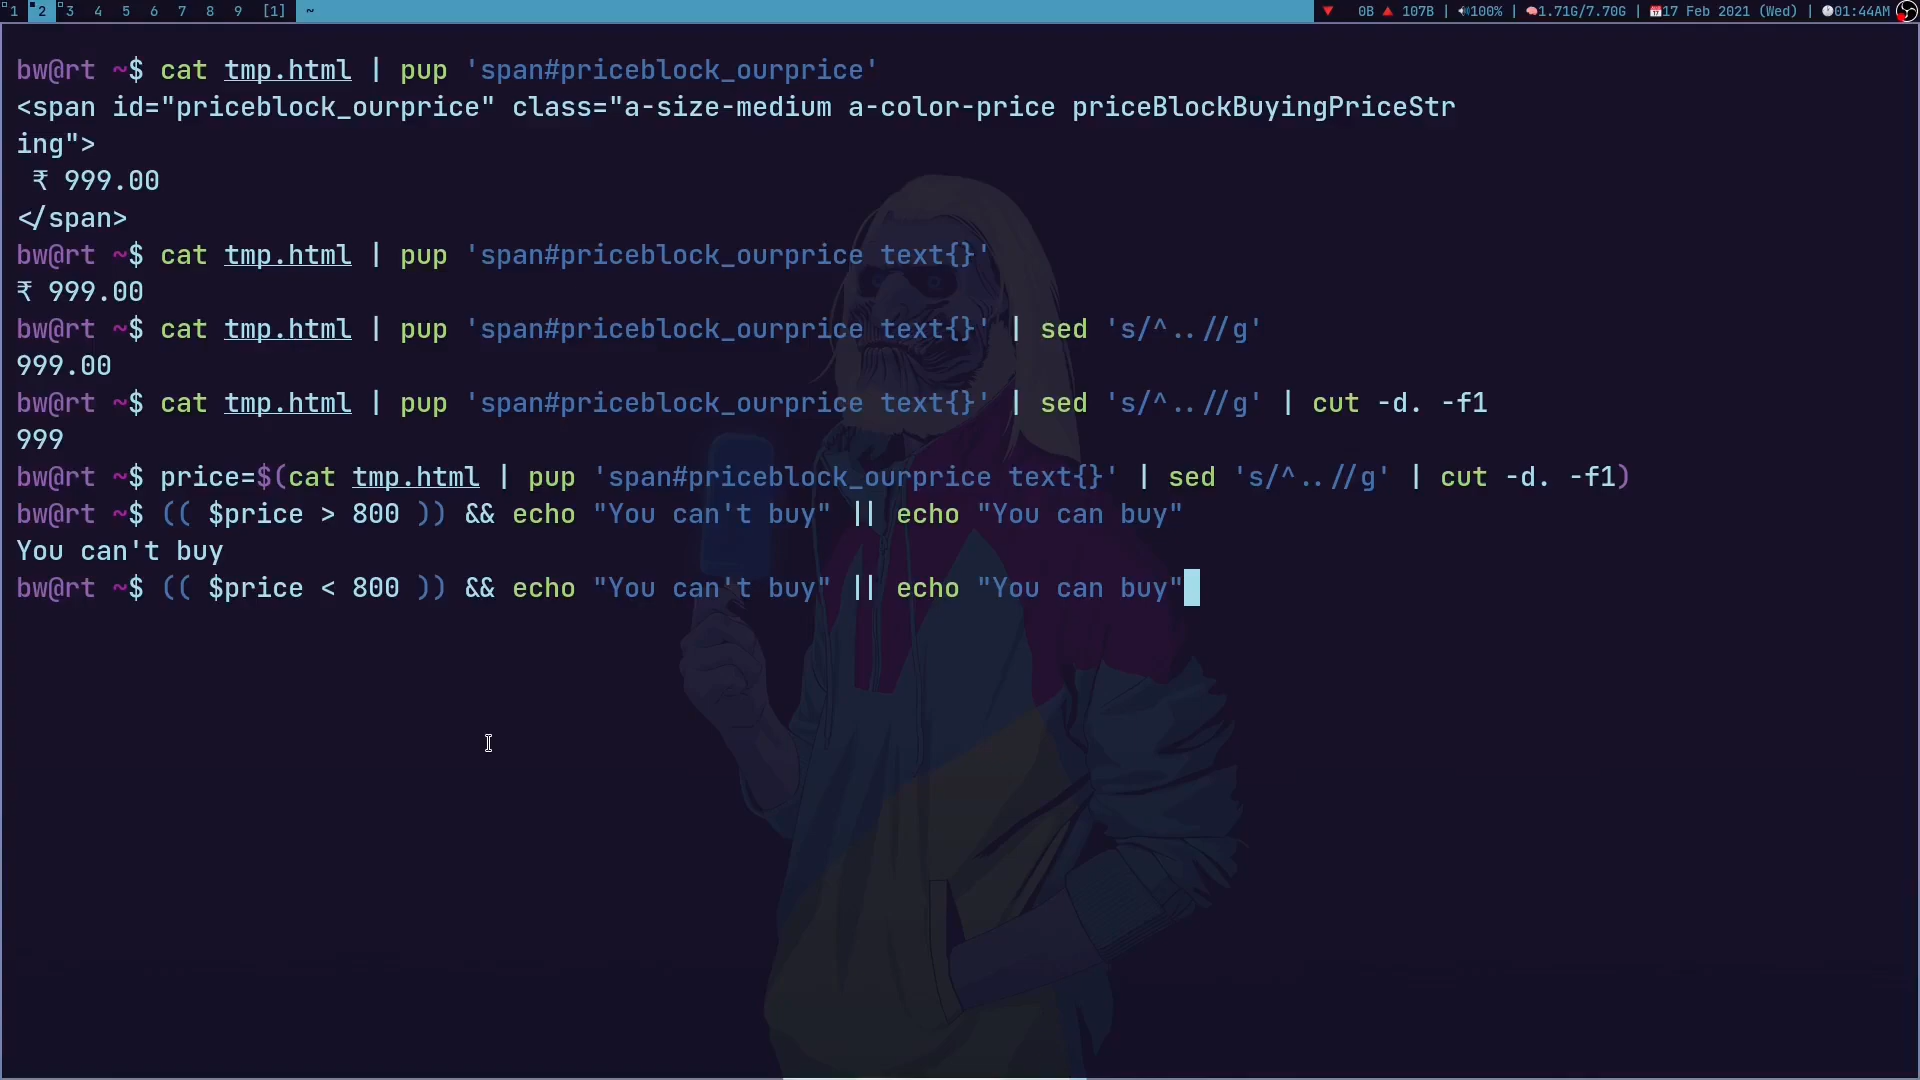 1 2 3 4 5 6 7 8 9 [1] ~ 0B 107B | 100% | 1.71G/7.70G | 17 Feb 2021 (Wed) | 01:44AM
bw@rt ~$ cat tmp.html | pup 'span#priceblock_ourprice'
<span id="priceblock_ourprice" class="a-size-medium a-color-price priceBlockBuyingPriceStr
ing">
₹ 999.00
</span>
bw@rt ~$ cat tmp.html | pup 'span#priceblock_ourprice text{}'
₹ 999.00
bw@rt ~$ cat tmp.html | pup 'span#priceblock_ourprice text{}' | sed 's/^..//g'
999.00
bw@rt ~$ cat tmp.html | pup 'span#priceblock_ourprice text{}' | sed 's/^..//g' | cut -d. -f1
999
bw@rt ~$ price=$(cat tmp.html | pup 'span#priceblock_ourprice text{}' | sed 's/^..//g' | cut -d. -f1)
bw@rt ~$ (( $price > 800 )) && echo "You can't buy" || echo "You can buy"
You can't buy
bw@rt ~$ (( $price < 800 )) && echo "You can't buy" || echo "You can buy"